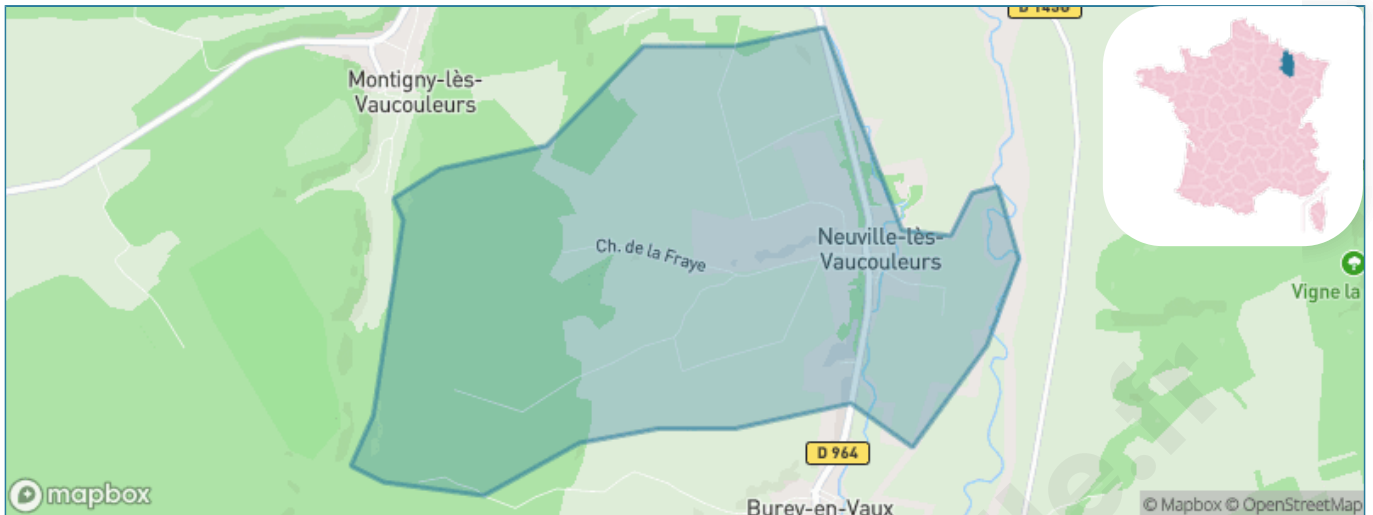 D 1436
Montigny-lès-
Vaucouleurs
Neuville-lès-
Vaucouleurs
Ch. de la Fraye
Vigne la
D 964
Burey-en-Vaux
mapbox
© Mapbox © OpenStreetMap